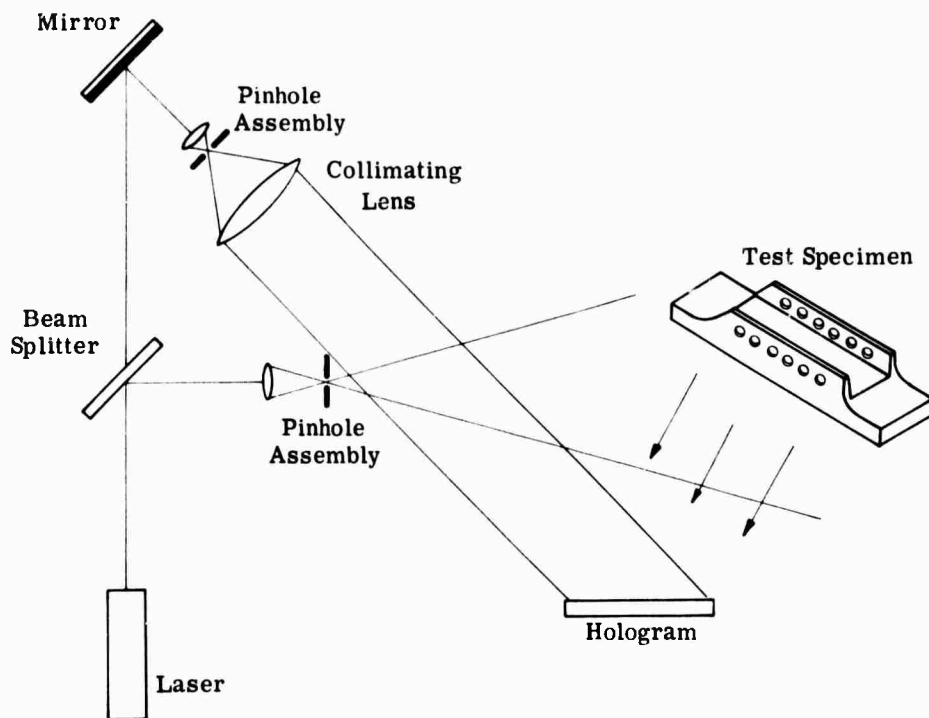 Mirror
Pinhole
Assembly
Collimating
Lens
Test Specimen
Beam
Splitter
Pinhole
Assembly
Hologram
Laser